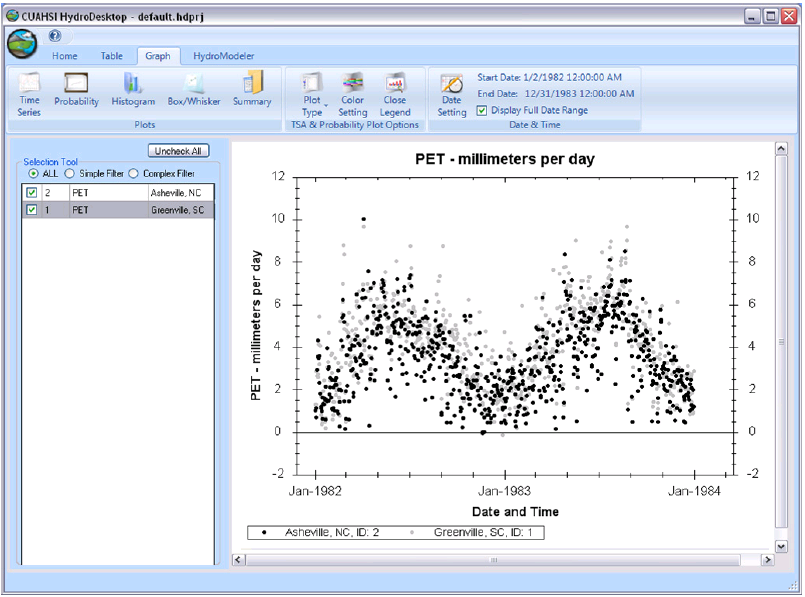 CUAHSI HydroDesktop - default.hdprj
Home Table Graph HydroModeler
Time Series Probability Histogram Box/Whisker Summary
Plots
Plot Type Color Setting Close Legend
TSA & Probability Plot Options
Date Setting
Start Date: 1/2/1982 12:00:00 AM
End Date: 12/31/1983 12:00:00 AM
Display Full Date Range
Date & Time
Uncheck All
Selection Tool
ALL Simple Filter Complex Filter
2 PET Asheville, NC
1 PET Greenville, SC
PET - millimeters per day
12 12
10 10
8 8
6 6
4 4
2 2
0 0
-2 -2
PET - millimeters per day
Jan-1982 Jan-1983 Jan-1984
Date and Time
Asheville, NC, ID: 2 Greenville, SC, ID: 1